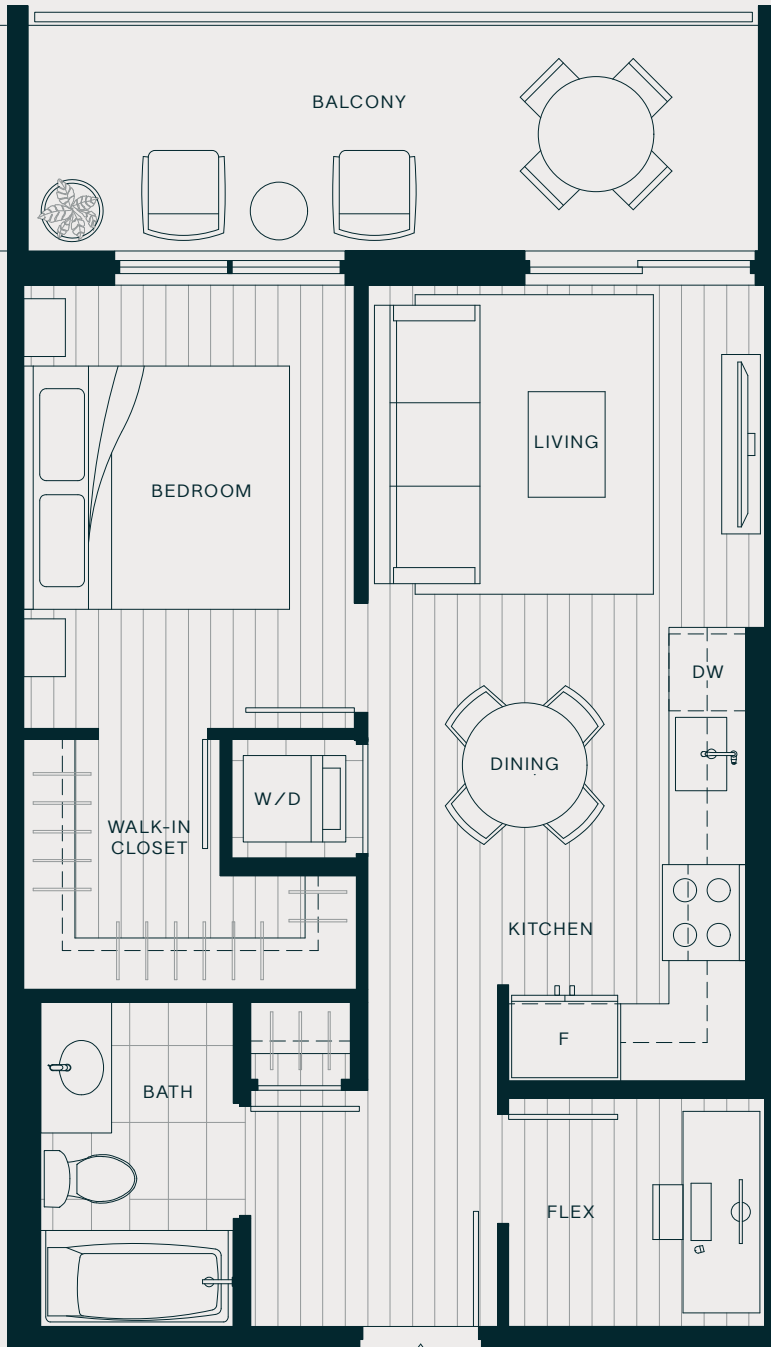 BALCONY
LIVING
BEDROOM
DW
DINING
W/D
WALK-IN
CLOSET
KITCHEN
F
BATH
FLEX